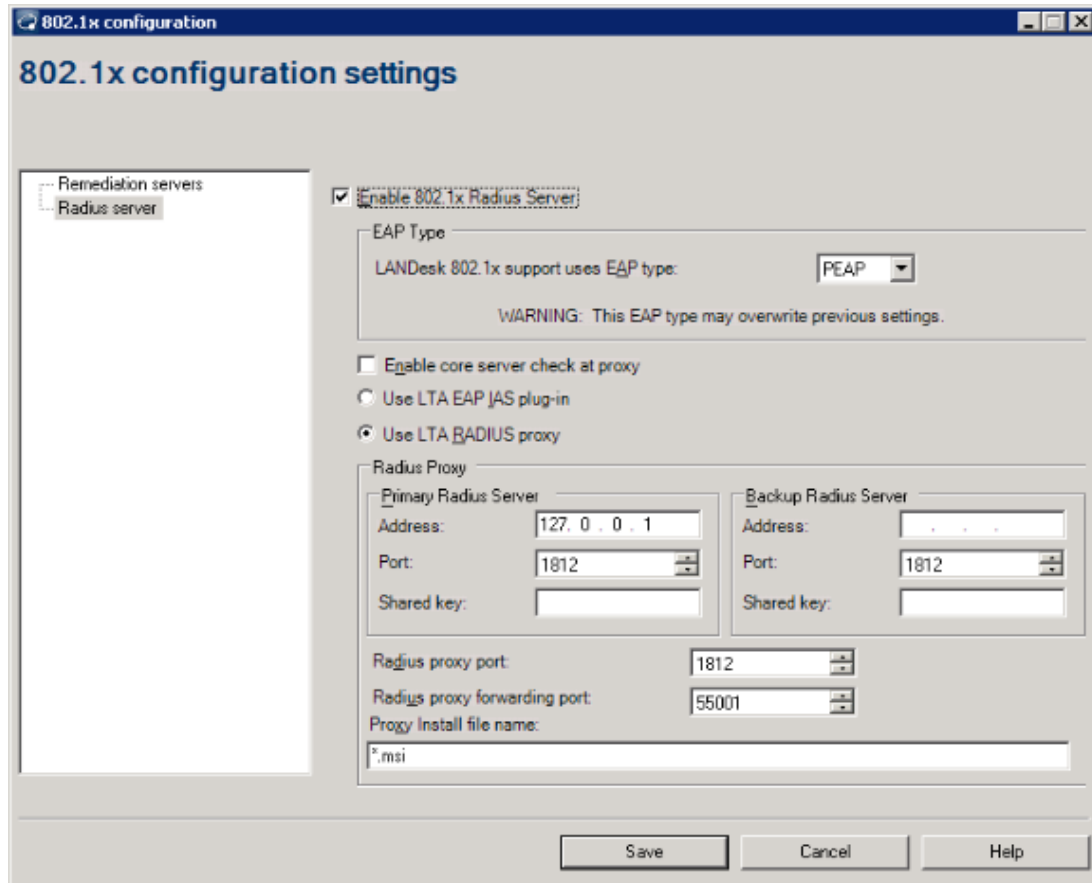 802.1x configuration
802.1x configuration settings
Remediation servers
Radius server
Enable 802.1x Radius Server
EAP Type
LANDesk 802.1x support uses EAP type:
PEAP
WARNING: This EAP type may overwrite previous settings.
Enable core server check at proxy
Use LTA EAP IAS plug-in
Use LTA RADIUS proxy
Radius Proxy
Primary Radius Server
Address: 127. 0 . 0 . 1
Port: 1812
Shared key:
Backup Radius Server
Address: . . .
Port: 1812
Shared key:
Radius proxy port: 1812
Radius proxy forwarding port: 55001
Proxy Install file name:
*.msi
Save Cancel Help